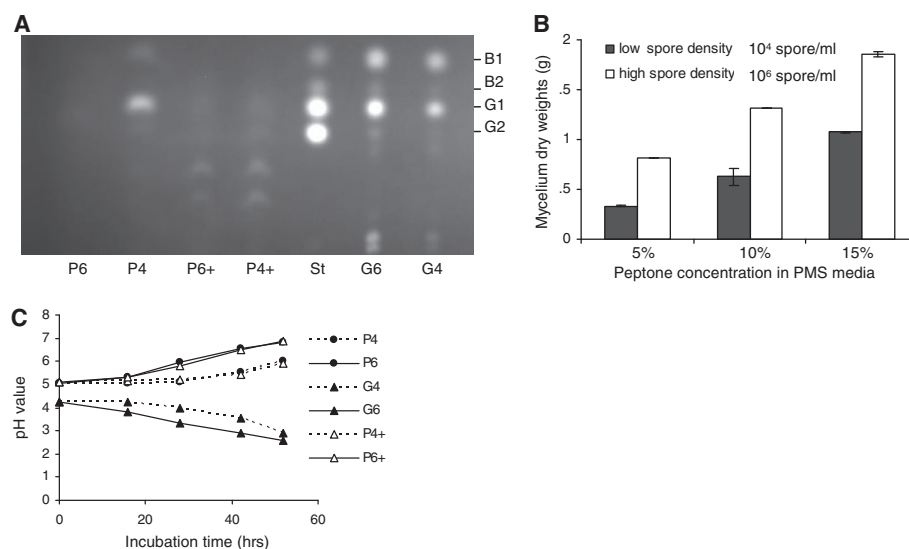 A
B1
B2
G1
G2
P6 P4 P6+ P4+ St G6 G4
B
Mycelium dry weights (g)
2
1.5
1
.5
0
low spore density 10⁴ spore/ml
high spore density 10⁶ spore/ml
5% 10% 15%
Peptone concentration in PMS media
C
pH value
8
7
6
5
4
3
2
1
0
0 20 40 60
Incubation time (hrs)
P4
P6
G4
G6
P4+
P6+